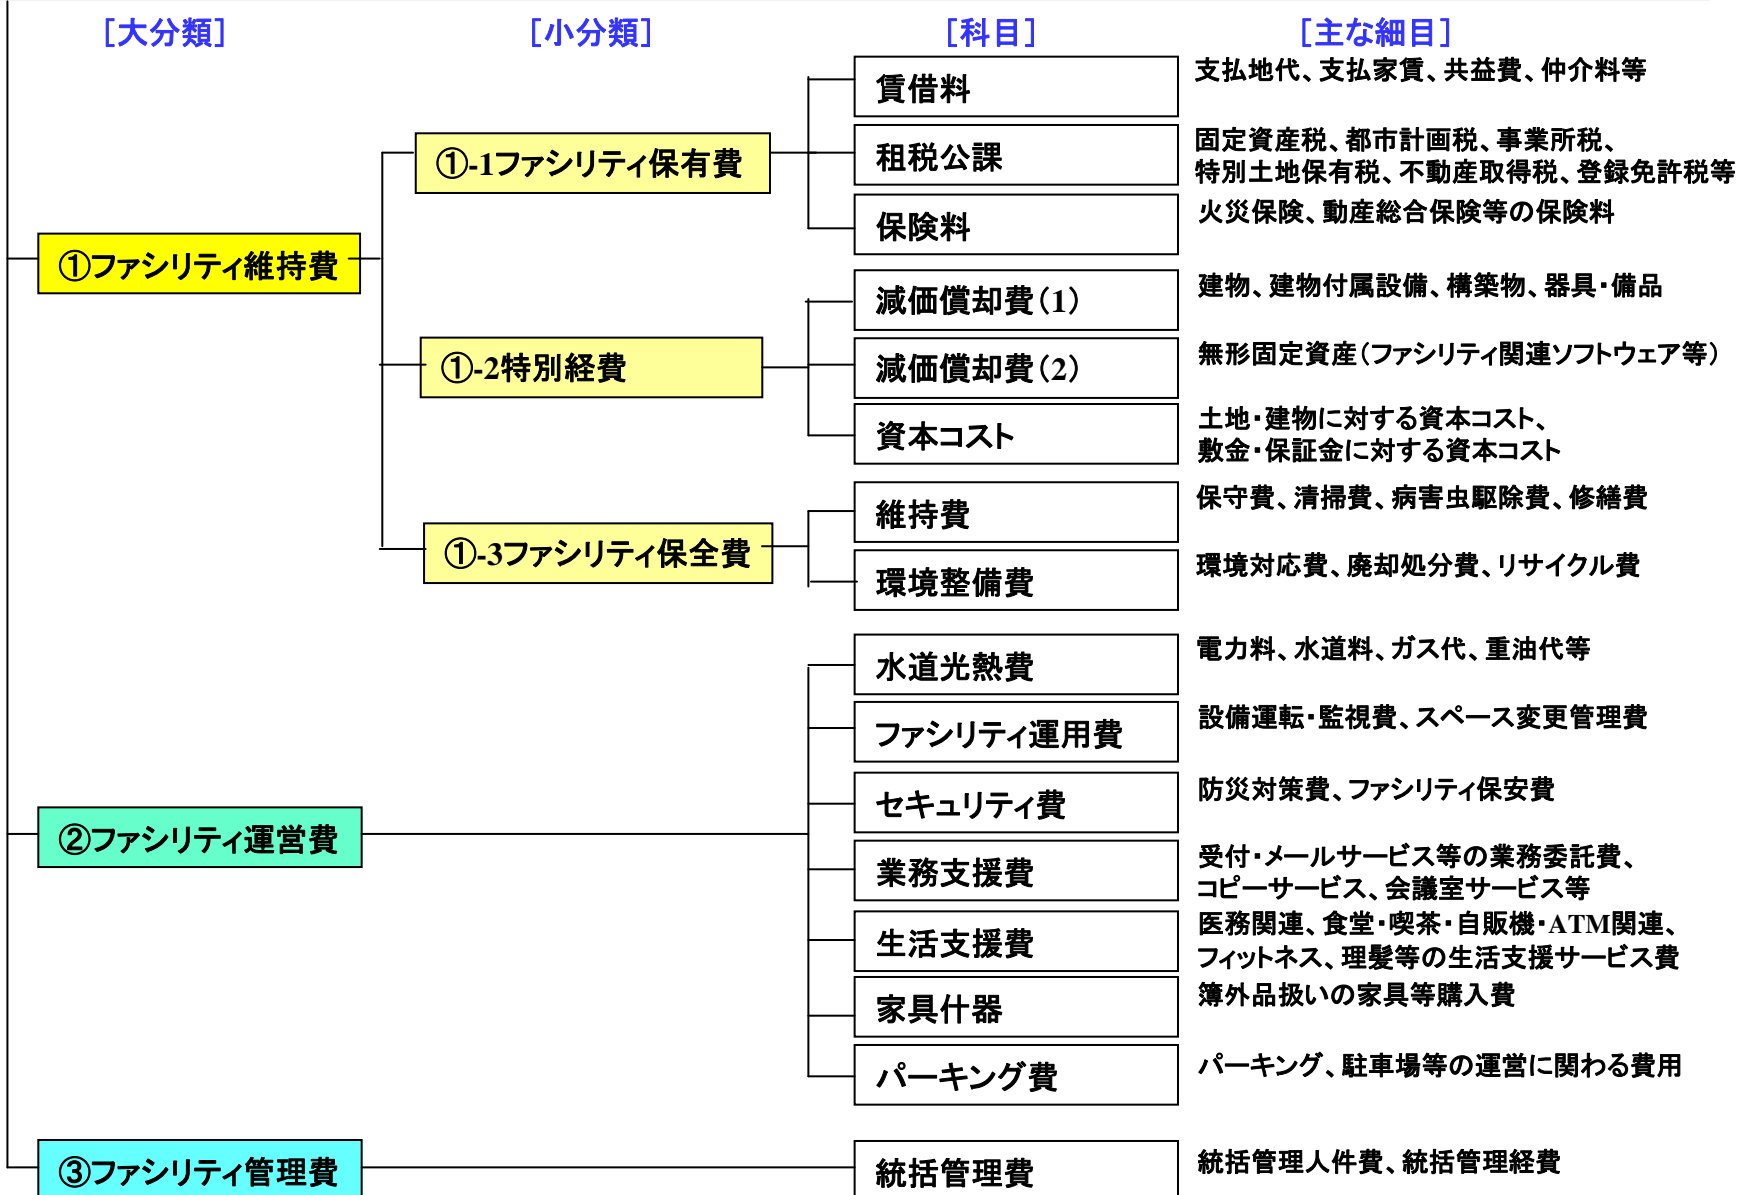 ［大分類］
［小分類］
［科目］
［主な細目］
①ファシリティ維持費
①-1ファシリティ保有費
賃借料
支払地代、支払家賃、共益費、仲介料等
租税公課
固定資産税、都市計画税、事業所税、
特別土地保有税、不動産取得税、登録免許税等
保険料
火災保険、動産総合保険等の保険料
①-2特別経費
減価償却費（1）
建物、建物付属設備、構築物、器具・備品
減価償却費（2）
無形固定資産（ファシリティ関連ソフトウェア等）
資本コスト
土地・建物に対する資本コスト、
敷金・保証金に対する資本コスト
①-3ファシリティ保全費
維持費
保守費、清掃費、病害虫駆除費、修繕費
環境整備費
環境対応費、廃却処分費、リサイクル費
②ファシリティ運営費
水道光熱費
電力料、水道料、ガス代、重油代等
ファシリティ運用費
設備運転・監視費、スペース変更管理費
セキュリティ費
防災対策費、ファシリティ保安費
業務支援費
受付・メールサービス等の業務委託費、
コピーサービス、会議室サービス等
生活支援費
医務関連、食堂・喫茶・自販機・ATM関連、
フィットネス、理髪等の生活支援サービス費
家具什器
簿外品扱いの家具等購入費
パーキング費
パーキング、駐車場等の運営に関わる費用
③ファシリティ管理費
統括管理費
統括管理人件費、統括管理経費